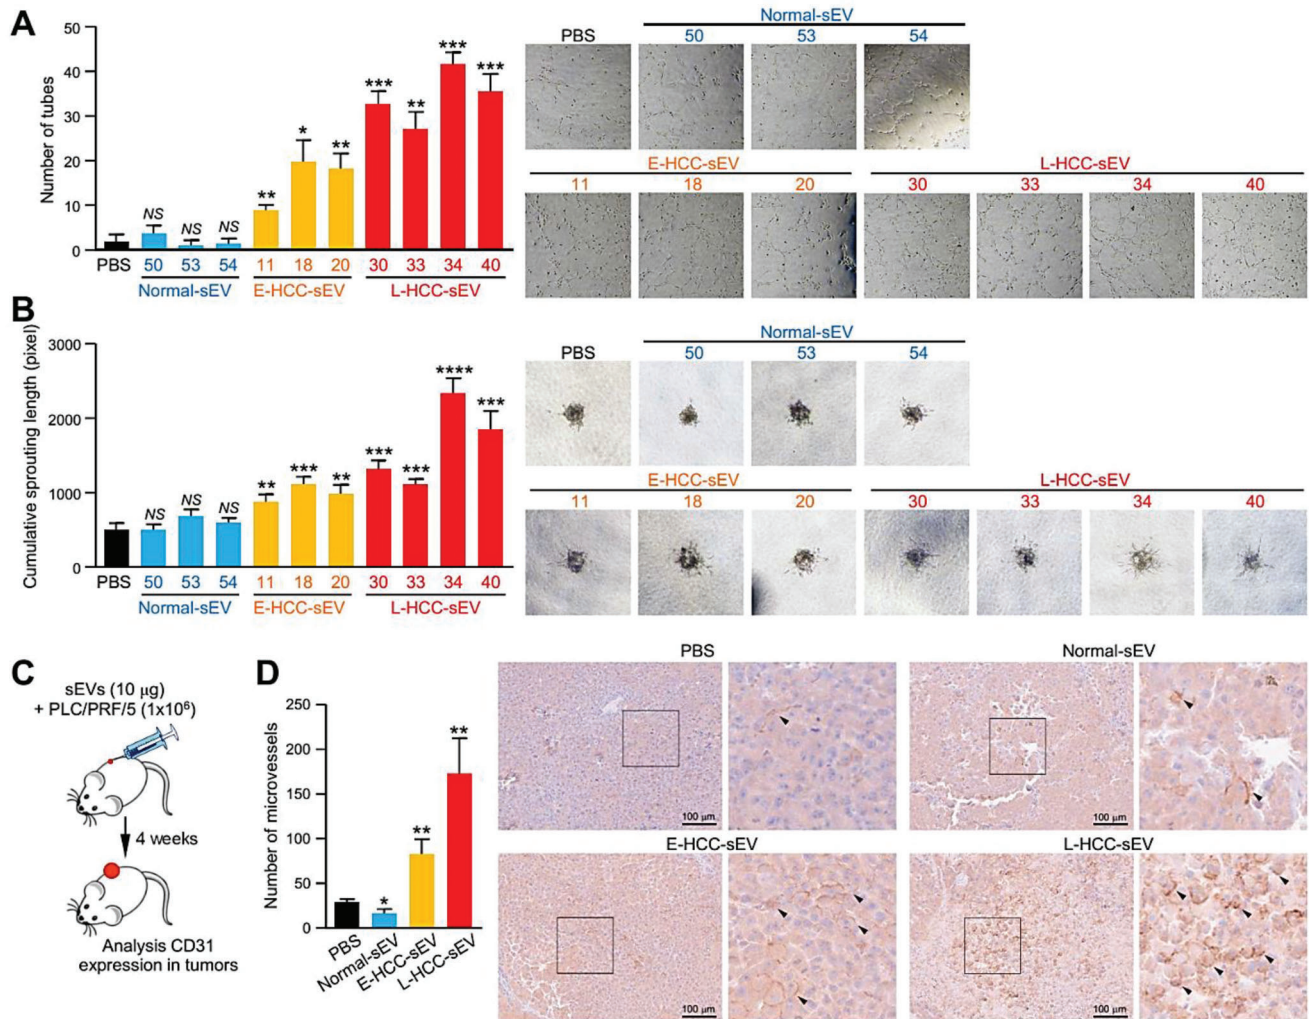 A
Number of tubes
50
40
30
20
10
0
NS
NS
NS
**
*
**
***
**
***
***
PBS
50 53 54 11 18 20 30 33 34 40
Normal-sEV E-HCC-sEV L-HCC-sEV
Normal-sEV
PBS 50 53 54
E-HCC-sEV L-HCC-sEV
11 18 20 30 33 34 40
B
Cumulative sprouting length (pixel)
3000
2000
1000
0
NS
NS
NS
**
***
**
***
***
****
***
PBS
50 53 54 11 18 20 30 33 34 40
Normal-sEV E-HCC-sEV L-HCC-sEV
Normal-sEV
PBS 50 53 54
E-HCC-sEV L-HCC-sEV
11 18 20 30 33 34 40
C
sEVs (10 µg)
+ PLC/PRF/5 (1x10⁶)
4 weeks
Analysis CD31
expression in tumors
D
Number of microvessels
250
200
150
100
50
0
*
**
**
PBS
Normal-sEV
E-HCC-sEV
L-HCC-sEV
PBS Normal-sEV
100 µm 100 µm
E-HCC-sEV L-HCC-sEV
100 µm 100 µm